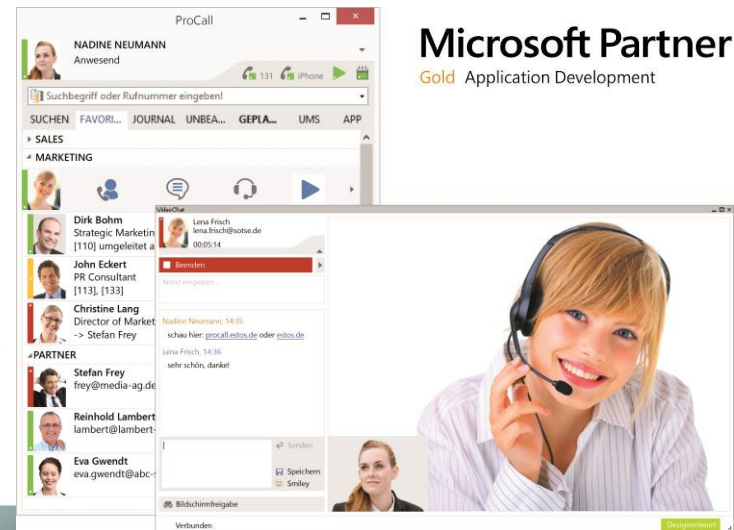 ProCall
NADINE NEUMANN
Anwesend
131 iPhone
Suchbegriff oder Rufnummer eingeben!
SUCHEN FAVORI... JOURNAL UNBEA... GEPLA... UMS APP
SALES
MARKETING
Dirk Bohm
Strategic Marketin
[110] umgeleitet a
John Eckert
PR Consultant
[113], [133]
Christine Lang
Director of Market
-> Stefan Frey
PARTNER
Stefan Frey
frey@media-ag.de
Reinhold Lambert
lambert@lambert-
Eva Gwendt
eva.gwendt@abc-
VideoChat
Lena Frisch
lena.frisch@sotse.de
00:05:14
Beenden
Notiz eingeben...
Nadine Neumann, 14:35
schau hier: procall.estos.de oder estos.de
Lena Frisch, 14:36
sehr schön, danke!
Senden
Speichern
Smiley
Bildschirmfreigabe
Verbunden
Designentwurf
Microsoft Partner
Gold Application Development